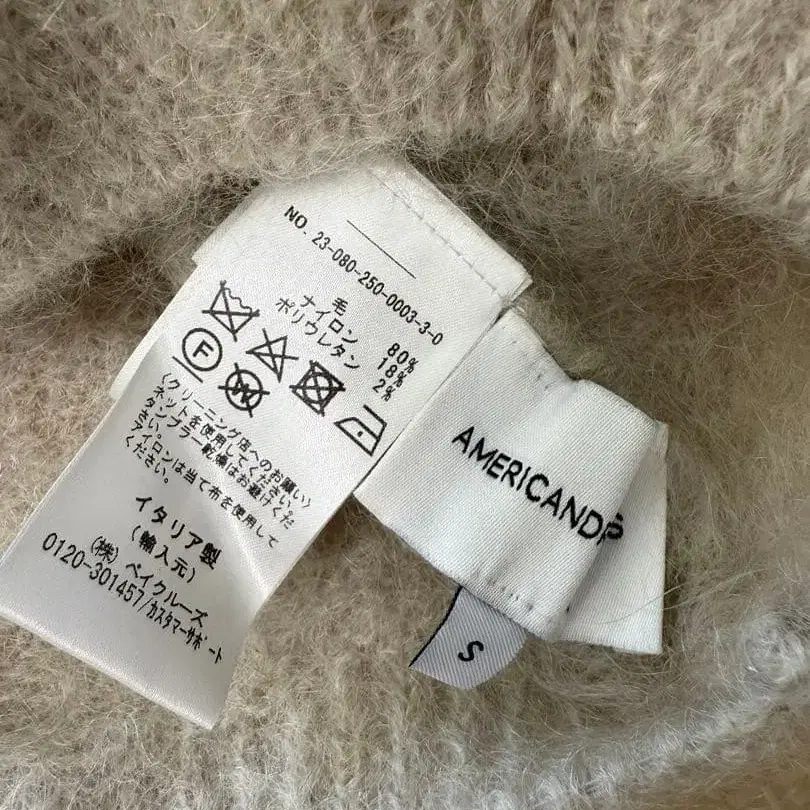 NO. 23-080-250-0003-3-0
毛 80%
ナイロン 18%
ポリウレタン 2%
F
W
〈クリーニング店へのお願い〉
ネットを使用してください。
タンブラー乾燥はお避けくだ
さい。
アイロンは当て布を使用して
ください。
イタリア製
(輸入元)
(株) ベイクルーズ
0120-301457/カスタマーサポート
AMERICAND
S